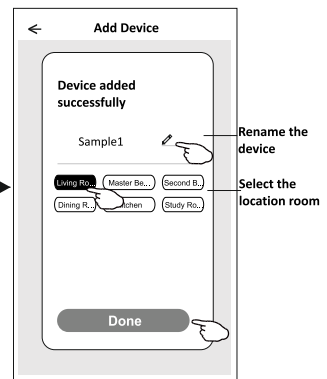 Add Device
Device added
successfully
Sample1
Rename the
device
Living Ro...
Master Be...
Second B...
Select the
location room
Dining R...
itchen
Study Ro...
Done